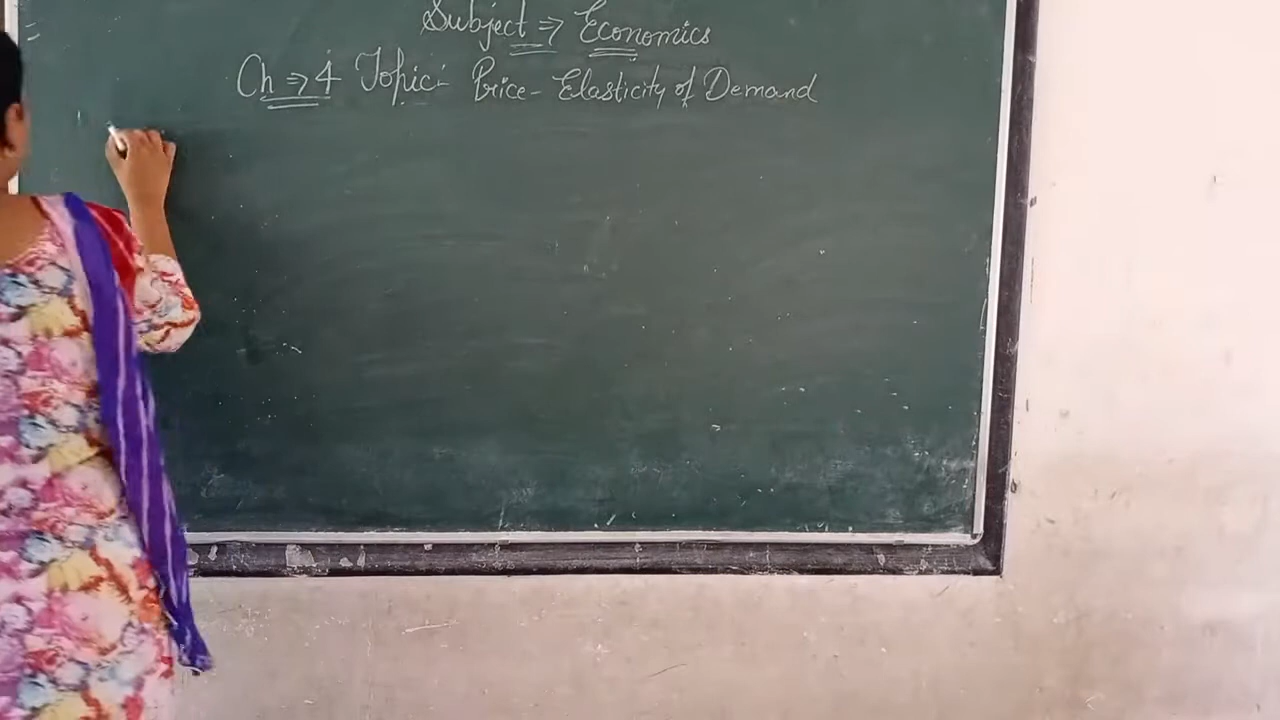 Subject ⇒ Economics
Ch ⇒ 4 Topic:- Price - Elasticity of Demand